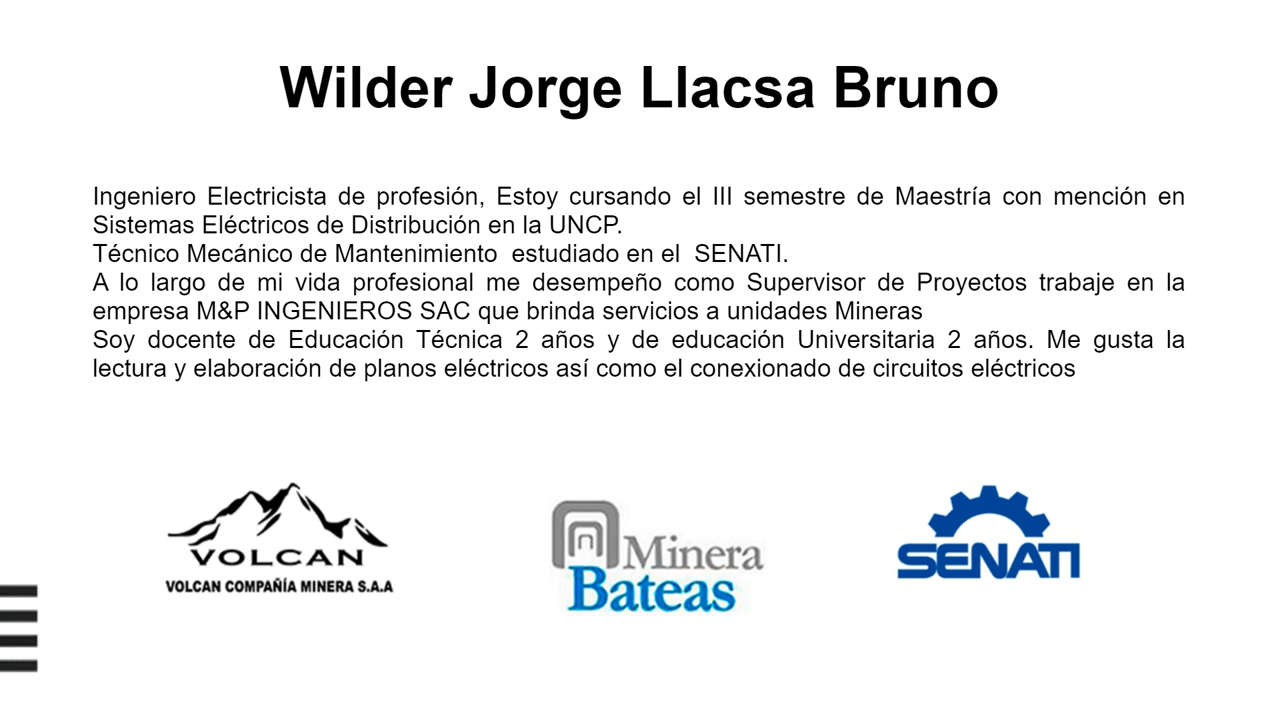 Wilder Jorge Llacsa Bruno
Ingeniero Electricista de profesión, Estoy cursando el III semestre de Maestría con mención en
Sistemas Eléctricos de Distribución en la UNCP.
Técnico Mecánico de Mantenimiento  estudiado en el  SENATI.
A lo largo de mi vida profesional me desempeño como Supervisor de Proyectos trabaje en la
empresa M&P INGENIEROS SAC que brinda servicios a unidades Mineras
Soy docente de Educación Técnica 2 años y de educación Universitaria 2 años. Me gusta la
lectura y elaboración de planos eléctricos así como el conexionado de circuitos eléctricos
VOLCAN
VOLCAN COMPAÑÍA MINERA S.A.A
Minera
Bateas
SENATI